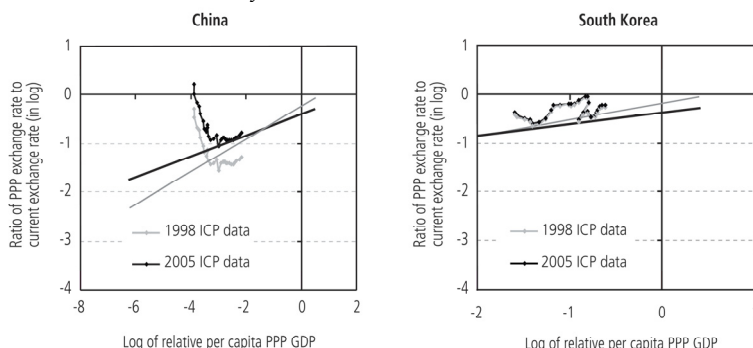 China
South Korea
Ratio of PPP exchange rate to
current exchange rate (in log)
1
0
-1
-2
-3
-4
1998 ICP data
2005 ICP data
-8
-6
-4
-2
0
2
Log of relative per capita PPP GDP
Ratio of PPP exchange rate to
current exchange rate (in log)
1
0
-1
-2
-3
-4
1998 ICP data
2005 ICP data
-2
-1
0
Log of relative per capita PPP GDP